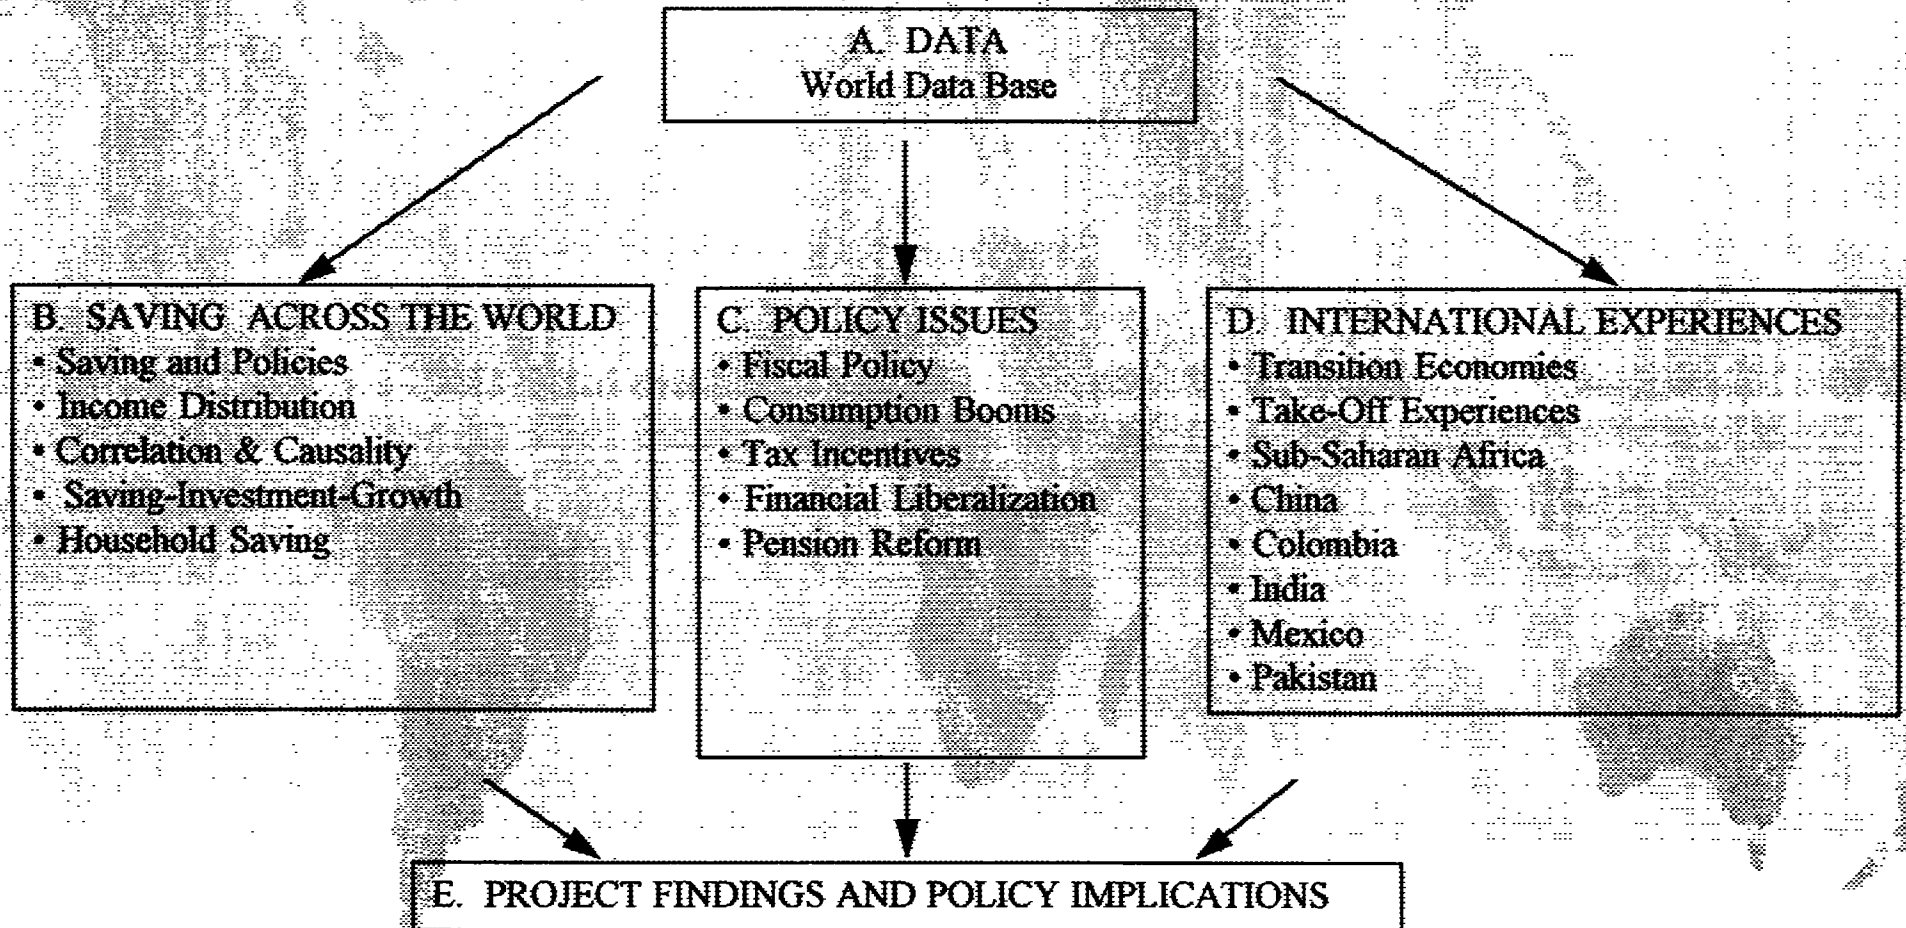 A. DATA
World Data Base
B. SAVING ACROSS THE WORLD
• Saving and Policies
• Income Distribution
• Correlation & Causality
• Saving-Investment-Growth
• Household Saving
C. POLICY ISSUES
• Fiscal Policy
• Consumption Booms
• Tax Incentives
• Financial Liberalization
• Pension Reform
D. INTERNATIONAL EXPERIENCES
• Transition Economies
• Take-Off Experiences
• Sub-Saharan Africa
• China
• Colombia
• India
• Mexico
• Pakistan
E. PROJECT FINDINGS AND POLICY IMPLICATIONS